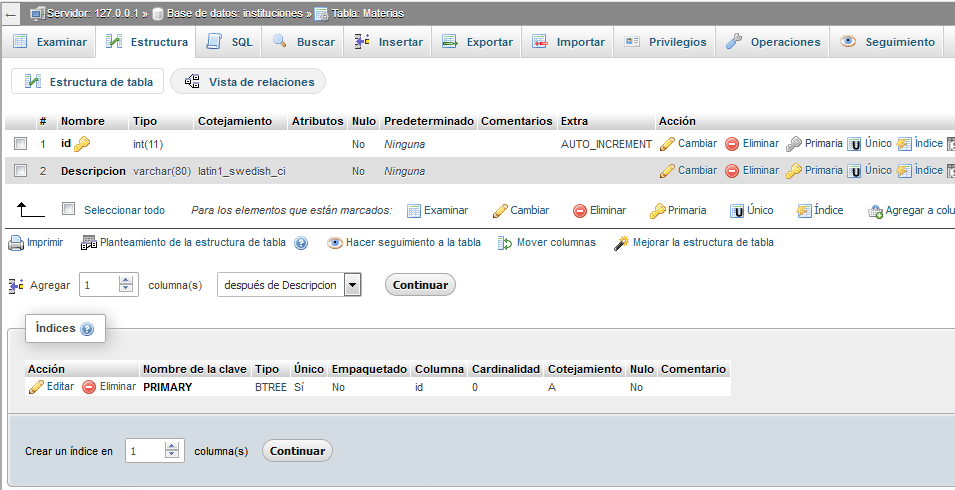 ← Servidor: 127.0.0.1 » Base de datos: instituciones » Tabla: Materias
Examinar Estructura SQL Buscar Insertar Exportar Importar Privilegios Operaciones Seguimiento
Estructura de tabla Vista de relaciones
# Nombre Tipo Cotejamiento Atributos Nulo Predeterminado Comentarios Extra Acción
1 id int(11) No Ninguna AUTO_INCREMENT Cambiar Eliminar Primaria Único Índice
2 Descripcion varchar(80) latin1_swedish_ci No Ninguna Cambiar Eliminar Primaria Único Índice
Seleccionar todo Para los elementos que están marcados: Examinar Cambiar Eliminar Primaria Único Índice Agregar a colu
Imprimir Planteamiento de la estructura de tabla Hacer seguimiento a la tabla Mover columnas Mejorar la estructura de tabla
Agregar 1 columna(s) después de Descripcion Continuar
Índices
Acción Nombre de la clave Tipo Único Empaquetado Columna Cardinalidad Cotejamiento Nulo Comentario
Editar Eliminar PRIMARY BTREE Sí No id 0 A No
Crear un índice en 1 columna(s) Continuar